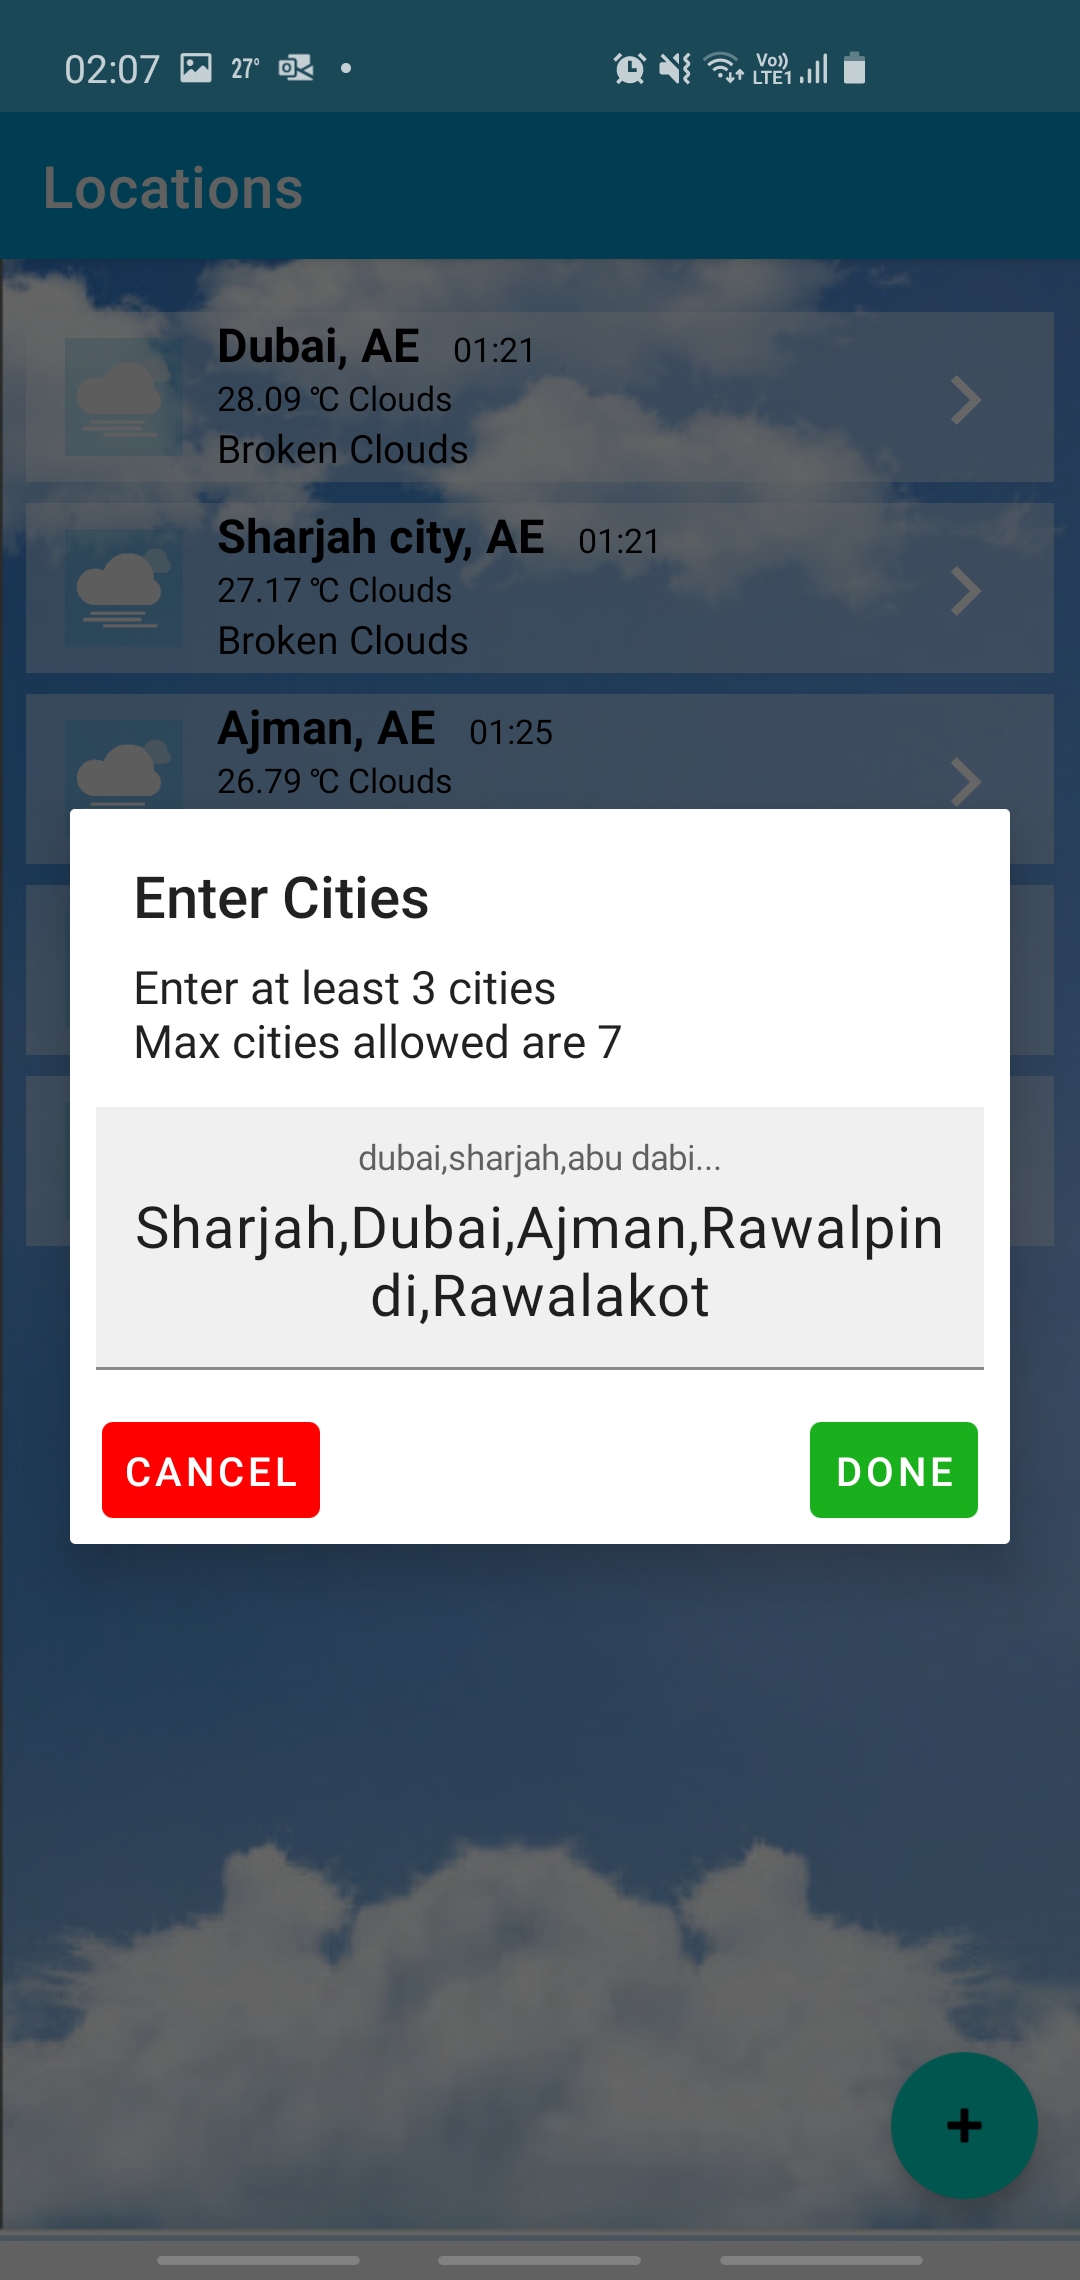 02:07 27° Vo)) LTE1
Locations
Dubai, AE 01:21
28.09 ℃ Clouds
Broken Clouds
Sharjah city, AE 01:21
27.17 ℃ Clouds
Broken Clouds
Ajman, AE 01:25
26.79 ℃ Clouds
Enter Cities
Enter at least 3 cities
Max cities allowed are 7
dubai,sharjah,abu dabi...
Sharjah,Dubai,Ajman,Rawalpin
di,Rawalakot
CANCEL DONE